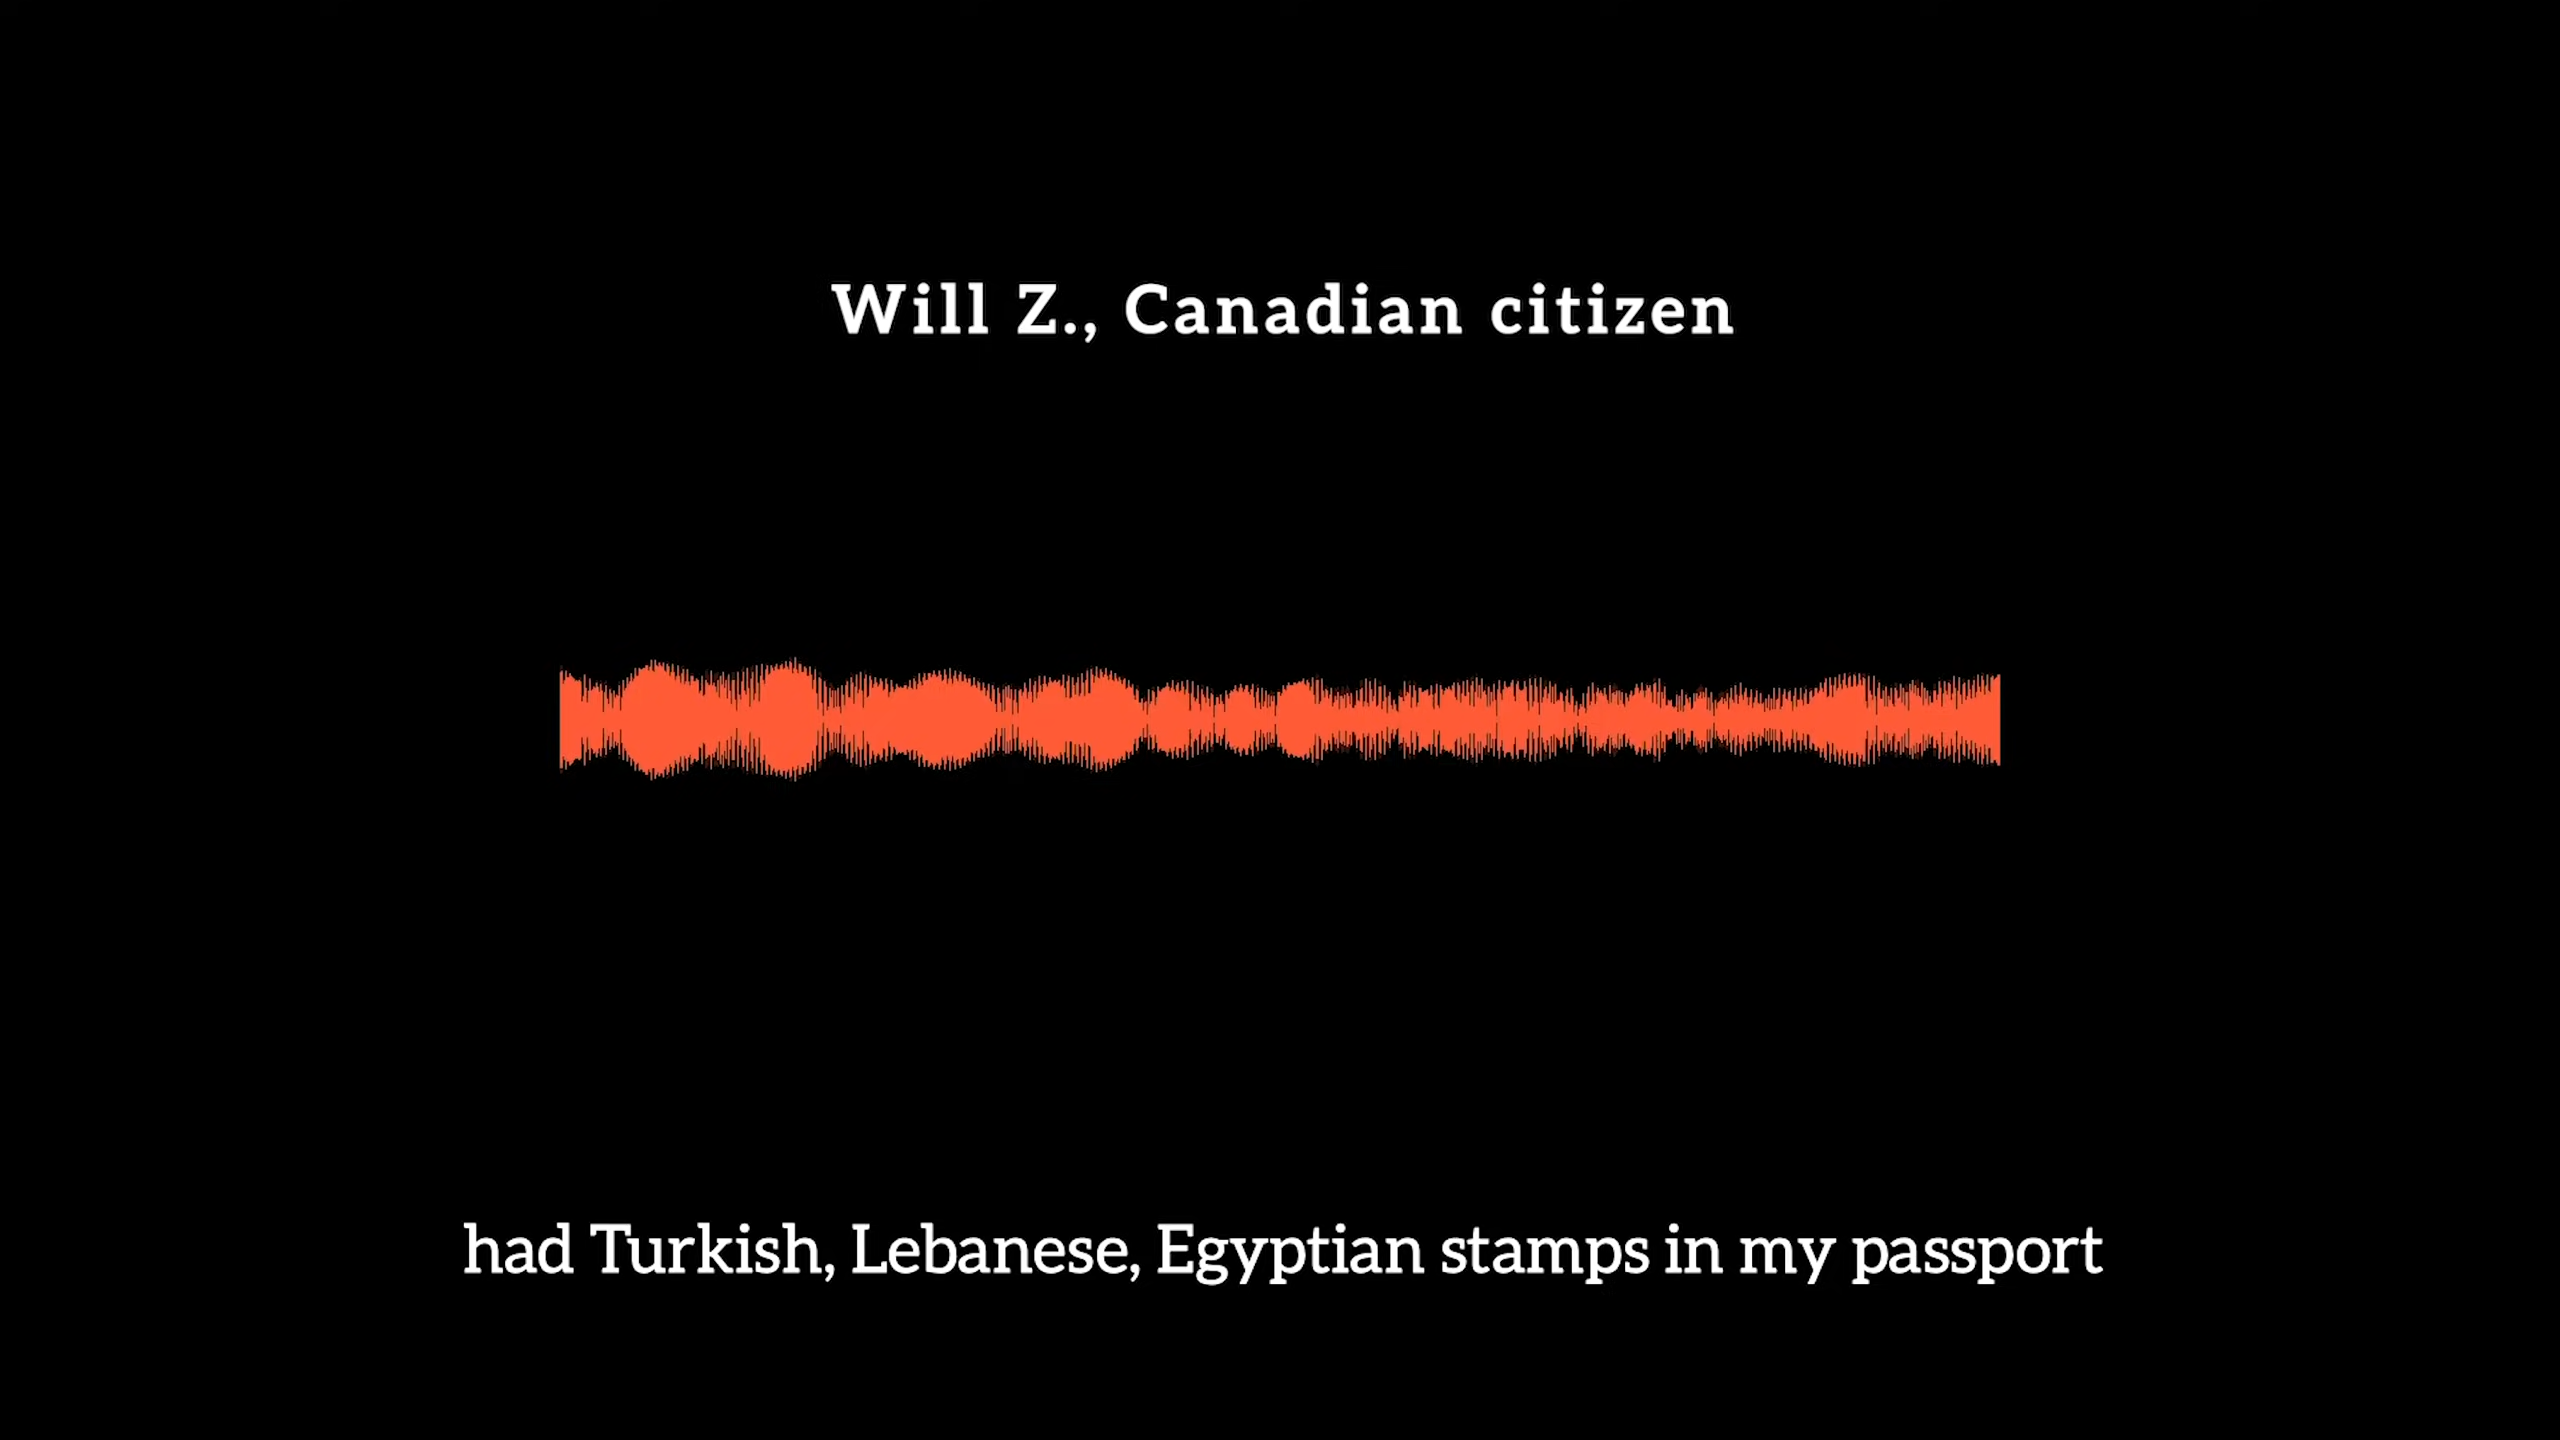 Will Z., Canadian citizen
had Turkish, Lebanese, Egyptian stamps in my passport